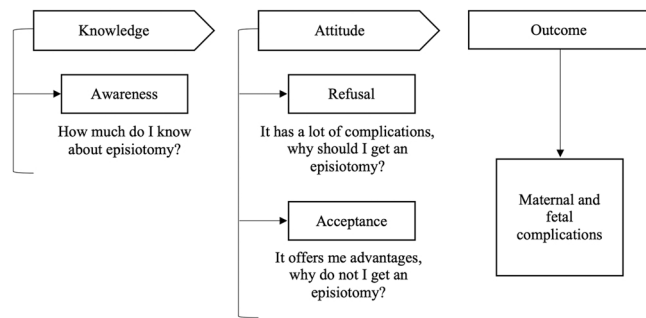 Knowledge
Awareness
How much do I know
about episiotomy?
Attitude
Refusal
It has a lot of complications,
why should I get an
episiotomy?
Acceptance
It offers me advantages,
why do not I get an
episiotomy?
Outcome
Maternal and
fetal
complications